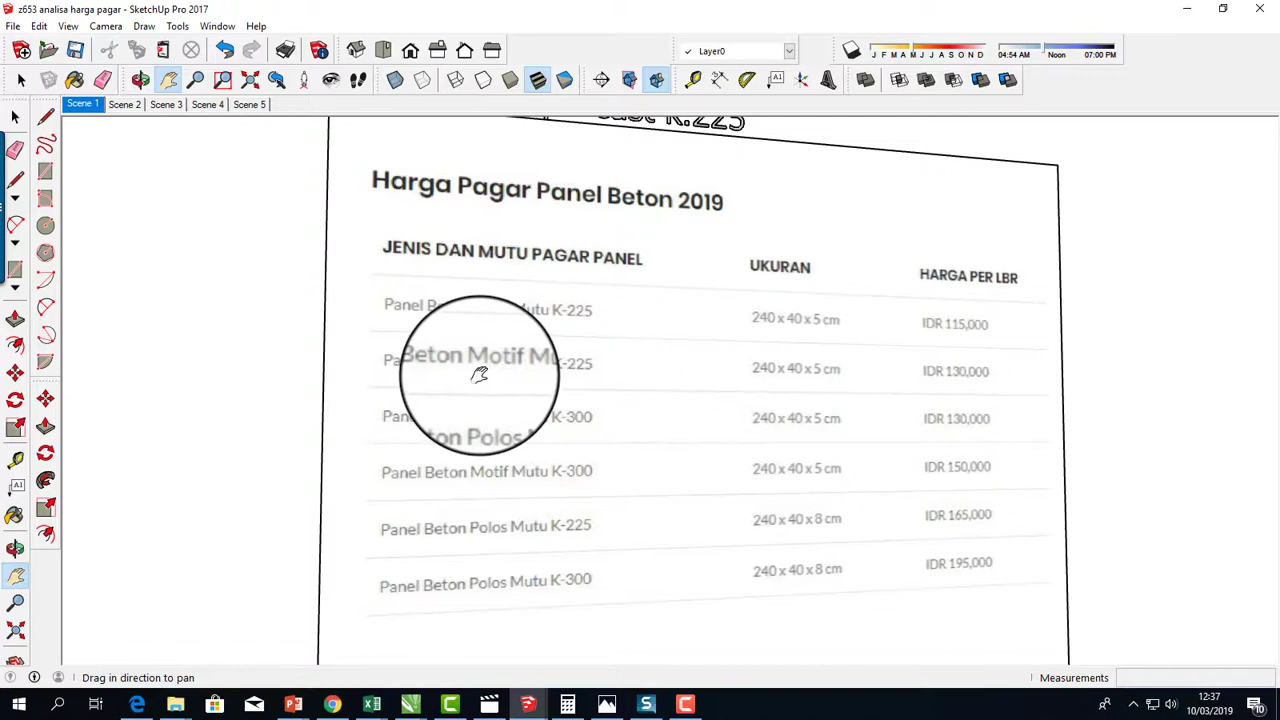 z653 analisa harga pagar - SketchUp Pro 2017
File Edit View Camera Draw Tools Window Help
Layer0
J F M A M J J A S O N D
04:54 AM Noon 07:00 PM
Scene 1 Scene 2 Scene 3 Scene 4 Scene 5
K.225
Harga Pagar Panel Beton 2019
JENIS DAN MUTU PAGAR PANEL UKURAN HARGA PER LBR
Panel Mutu K-225 240 x 40 x 5 cm IDR 115,000
Beton Motif K-225 240 x 40 x 5 cm IDR 130,000
Polos K-300 240 x 40 x 5 cm IDR 130,000
Panel Beton Motif Mutu K-300 240 x 40 x 5 cm IDR 150,000
Panel Beton Polos Mutu K-225 240 x 40 x 8 cm IDR 165,000
Panel Beton Polos Mutu K-300 240 x 40 x 8 cm IDR 195,000
Drag in direction to pan
Measurements
12:37
10/03/2019
10